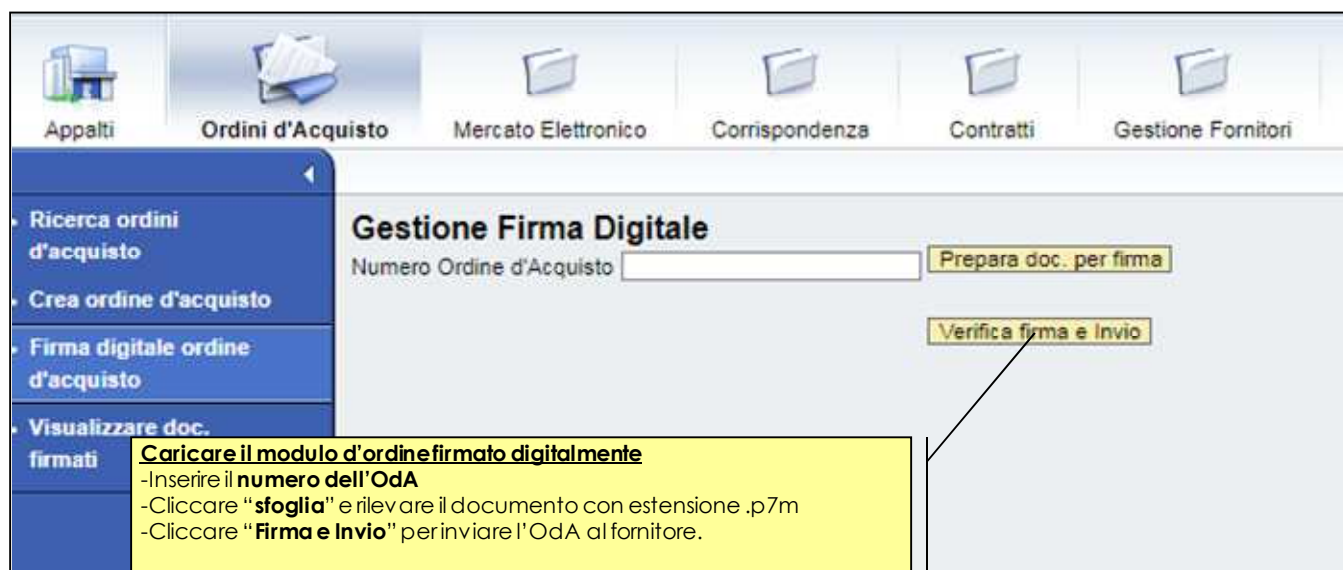 Appalti
Ordini d'Acquisto
Mercato Elettronico
Corrispondenza
Contratti
Gestione Fornitori
Ricerca ordini
d'acquisto
Crea ordine d'acquisto
Firma digitale ordine
d'acquisto
Visualizzare doc.
firmati
Gestione Firma Digitale
Numero Ordine d'Acquisto
Prepara doc. per firma
Verifica firma e Invio
Caricare il modulo d’ordine firmato digitalmente
-Inserire il numero dell’OdA
-Cliccare “sfoglia” e rilevare il documento con estensione .p7m
-Cliccare “Firma e Invio” per inviare l’OdA al fornitore.